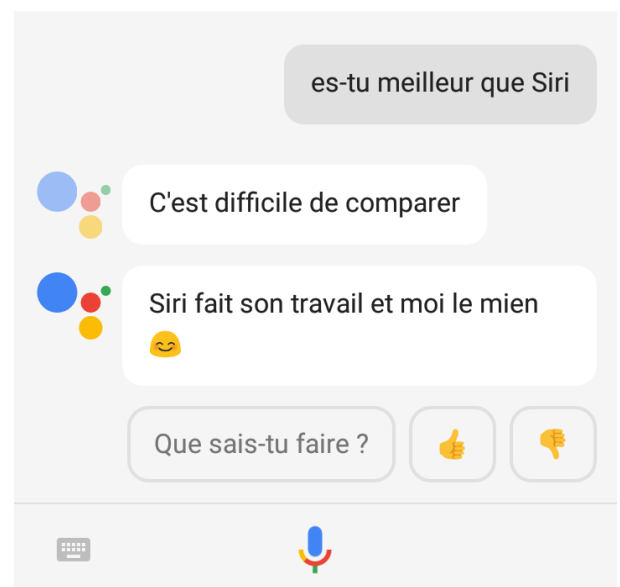 es-tu meilleur que Siri
C'est difficile de comparer
Siri fait son travail et moi le mien
😊
Que sais-tu faire ? 👍 👎